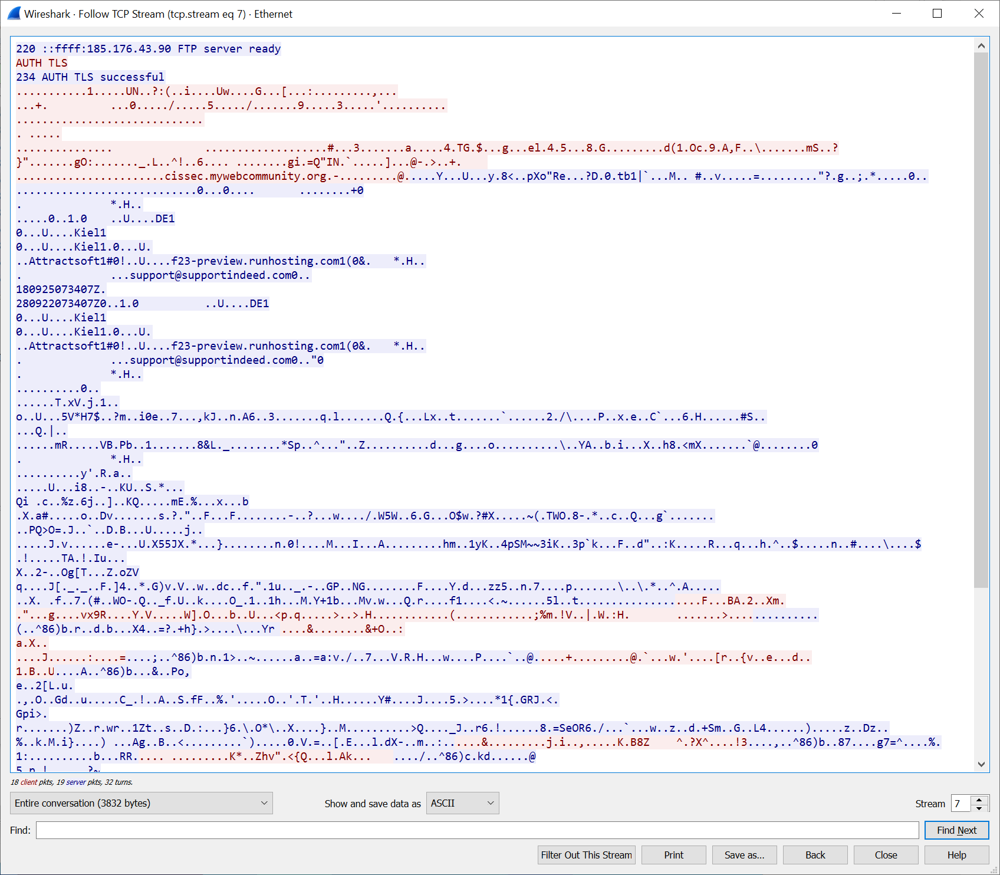 Wireshark · Follow TCP Stream (tcp.stream eq 7) · Ethernet
220 ::ffff:185.176.43.90 FTP server ready
AUTH TLS
234 AUTH TLS successful
...........1.....UN..?:(..i....Uw....G...[...:.........,...
...+.          ...0...../.....5...../.......9.....3.....'..........
.............................
. .....
...............               ...................#...3.......a.....4.TG.$...g...el.4.5...8.G.........d(1.Oc.9.A,F..\.......mS..?
}".......gO:......._.L..^!..6.... ........gi.=Q"IN.`.....]...@-.>..+.
.......................cissec.mywebcommunity.org.-.........@.....Y...U...y.8<..pXo"Re...?D.0.tb1|`...M.. #..v.....=........."?.g..;.*.....0..
............................0...0....       ........+0
.              *.H..
.....0..1.0    ..U....DE1
0...U....Kiel1
0...U....Kiel1.0...U.
..Attractsoft1#0!..U....f23-preview.runhosting.com1(0&.    *.H..
.              ...support@supportindeed.com0..
180925073407Z.
280922073407Z0..1.0          ..U....DE1
0...U....Kiel1
0...U....Kiel1.0...U.
..Attractsoft1#0!..U....f23-preview.runhosting.com1(0&.    *.H..
.              ...support@supportindeed.com0.."0
.              *.H..
..........0..
......T.xV.j.1..
o..U...5V*H7$..?m..i0e..7...,kJ..n.A6..3.......q.l.......Q.{...Lx..t.......`......2./\....P..x.e..C`...6.H......#S..
...Q.|..
......mR.....VB.Pb..1.......8&L._........*Sp..^..."..Z..........d...g....o..........\..YA..b.i...X..h8.<mX.......`@........0
.              *.H..
..........y'.R.a..
.....U...i8..-..KU..S.*...
Qi .c..%z.6j..]..KQ.....mE.%...x...b
.X.a#.....o..Dv.......s.?."..F...F........-..?...w..../.W5W..6.G...O$w.?#X.....~(.TWO.8-.*..c..Q...g`.......
..PQ>O=.J..`..D.B...U.....j..
.....J.v......e-...U.X55JX.*...}........n.0!....M...I...A.........hm..1yK..4pSM~~3iK..3p`k...F..d"..:K.....R...q...h.^..$.....n..#....\....$
.!.....TA.!.Iu...
X..2-..Og[T...Z.oZV
q....J[._._..F.]4..*.G)v.V..w..dc..f.".1u.._.-..GP..NG........F....Y.d...zz5..n.7....p.......\..\.*..^.A.....
..X. .f..7.(#..WO-.Q.._f.U..k....O_.1..1h...M.Y+1b...Mv.w...Q.r....f1....<.~......5l..t...................F...BA.2..Xm.
."...g....vx9R....Y.V.....W].O...b..U...<p.q.....>..>.H............(............;%m.!V..|.W.:H.       .......>..............
(..^86)b.r..d.b...X4..=?.+h}.>....\...Yr ....&........&+O..:
a.X..
....J......:....=....;..^86)b.n.1>..~......a..=a:v./..7...V.R.H...w....P....`..@.....+.........@.`...w.'....[r..{v..e...d..
1.B..U....A..^86)b...&..Po,
e..2[L.u.
.,.O..Gd..u.....C_.!..A..S.fF..%.'.....O..'.T.'..H......Y#....J....5.>....*1{.GRJ.<.
Gpi>.
r.......)Z..r.wr..1Zt..s..D.:...}6.\.O*\..X....}..M..........>Q...._J..r6.!......8.=SeOR6./...`...w..z..d.+Sm..G..L4......).....z..Dz..
%..k.M.i}....) ...Ag..B..<.........`).....0.V.=..[.E...l.dX-..m..:......&.........j.i..,.....K.B8Z    ^.?X^....!3....,..^86)b..87....g7=^....%.
1:..........b...RR..... ..........K*..Zhv".<{Q...l.Ak...    ..../..^86)c.kd......@
5.n.!      ?~
18 client pkts, 19 server pkts, 32 turns.
Entire conversation (3832 bytes) Show and save data as ASCII Stream 7
Find: Find Next
Filter Out This Stream Print Save as... Back Close Help